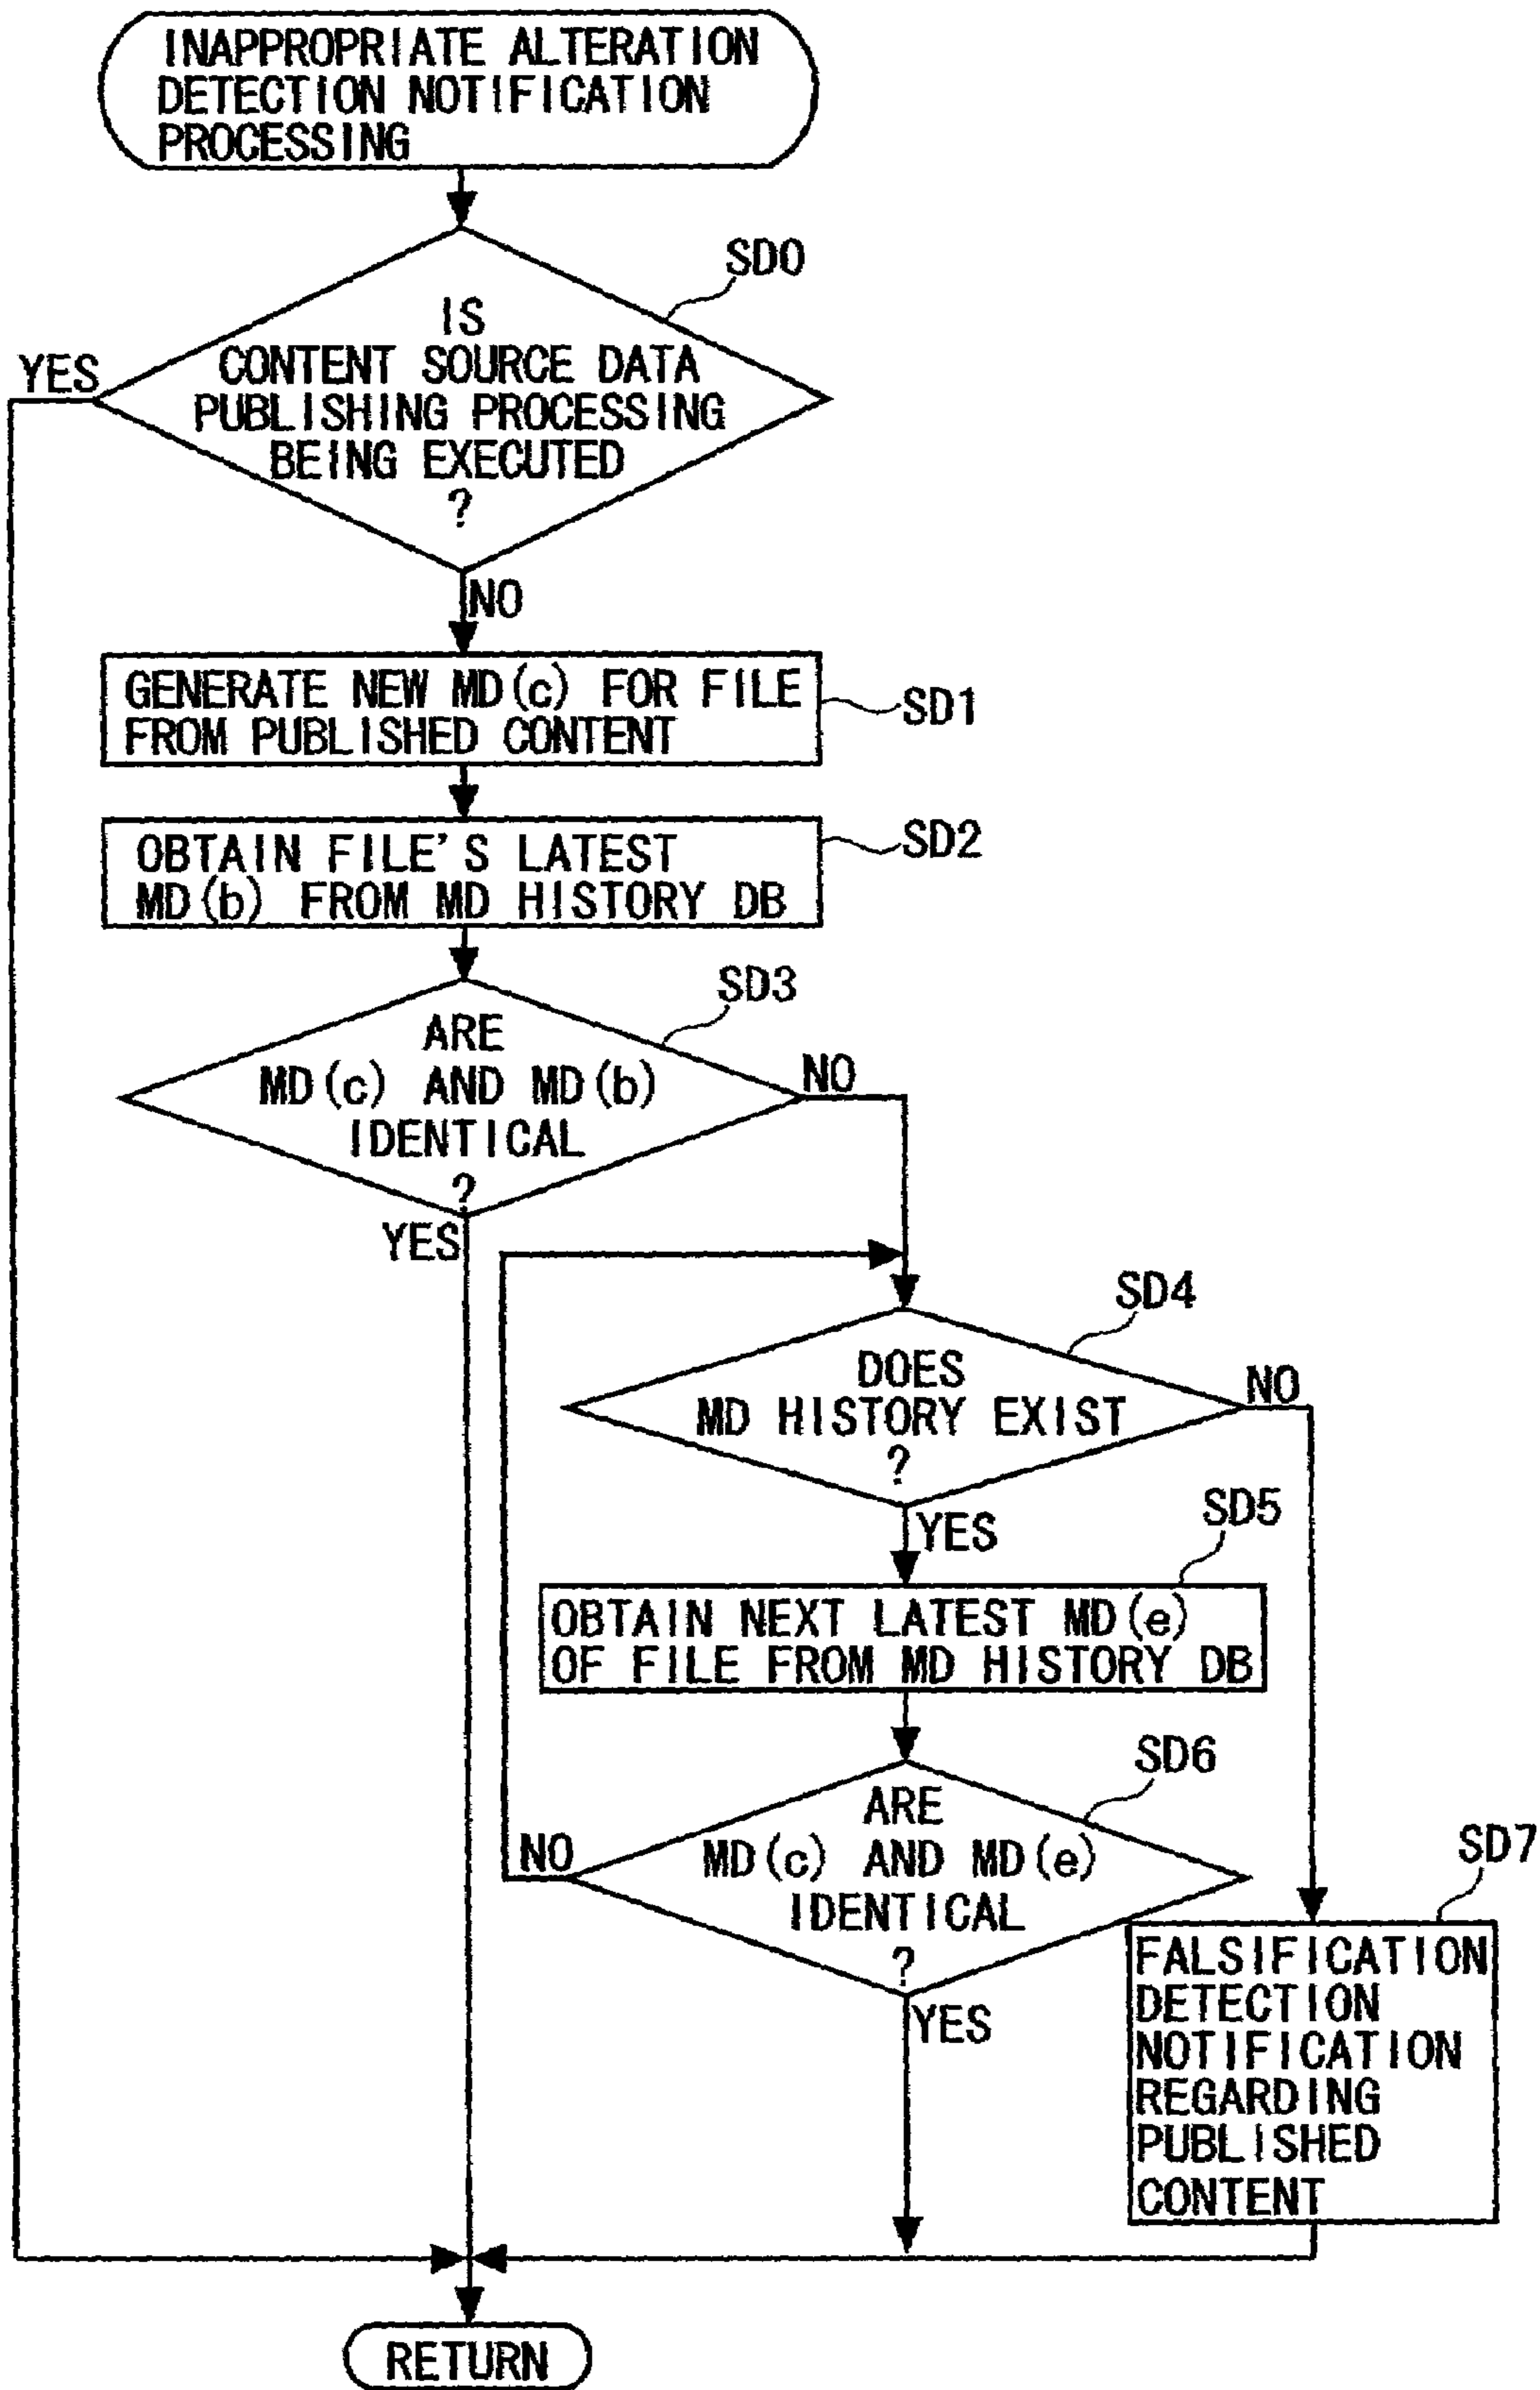 INAPPROPRIATE ALTERATION
DETECTION NOTIFICATION
PROCESSING
SD0
IS
CONTENT SOURCE DATA
PUBLISHING PROCESSING
BEING EXECUTED
?
YES
NO
GENERATE NEW MD(c) FOR FILE
FROM PUBLISHED CONTENT
SD1
OBTAIN FILE'S LATEST
MD(b) FROM MD HISTORY DB
SD2
SD3
ARE
MD(c) AND MD(b)
IDENTICAL
?
NO
YES
SD4
DOES
MD HISTORY EXIST
?
NO
YES
SD5
OBTAIN NEXT LATEST MD(e)
OF FILE FROM MD HISTORY DB
SD6
ARE
MD(c) AND MD(e)
IDENTICAL
?
NO
YES
SD7
FALSIFICATION
DETECTION
NOTIFICATION
REGARDING
PUBLISHED
CONTENT
RETURN